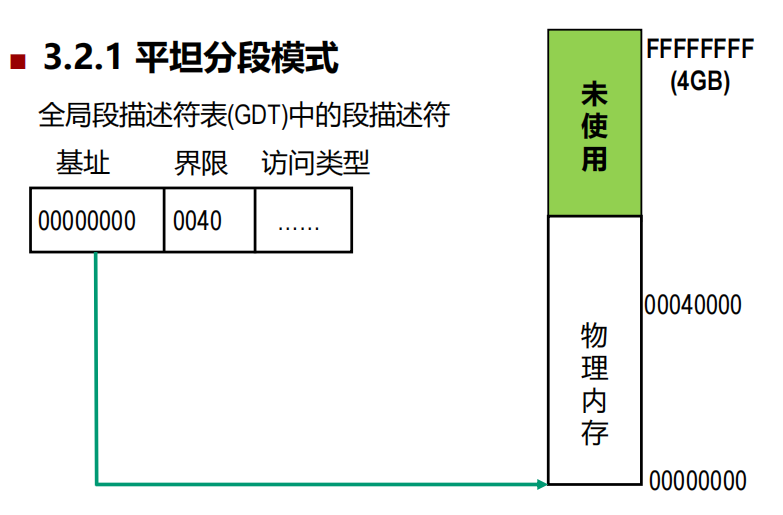 3.2.1 平坦分段模式
全局段描述符表(GDT)中的段描述符
基址 界限 访问类型
00000000 0040 ……
未使用
FFFFFFFF
(4GB)
00040000
物理内存
00000000